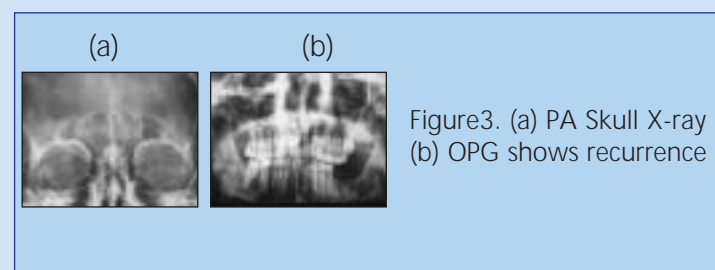 (a) (b)
Figure3. (a) PA Skull X-ray
(b) OPG shows recurrence